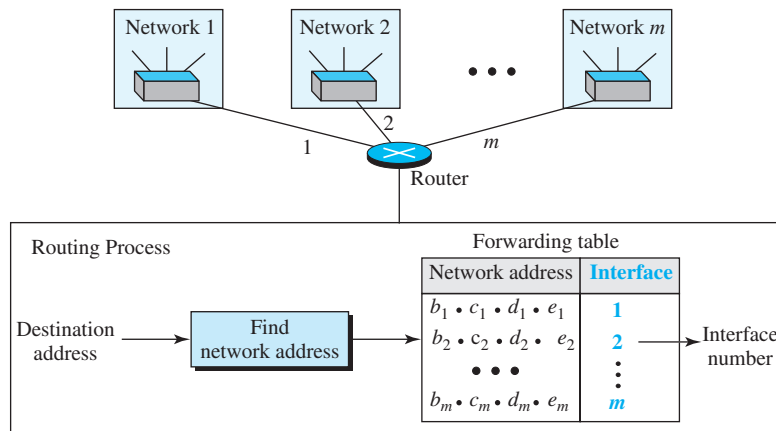 Network 1
Network 2
Network m
1
2
m
Router
Routing Process
Forwarding table
Network address Interface
b₁ • c₁ • d₁ • e₁ 1
b₂ • c₂ • d₂ • e₂ 2
bₘ • cₘ • dₘ • eₘ m
Destination
address
Find
network address
Interface
number